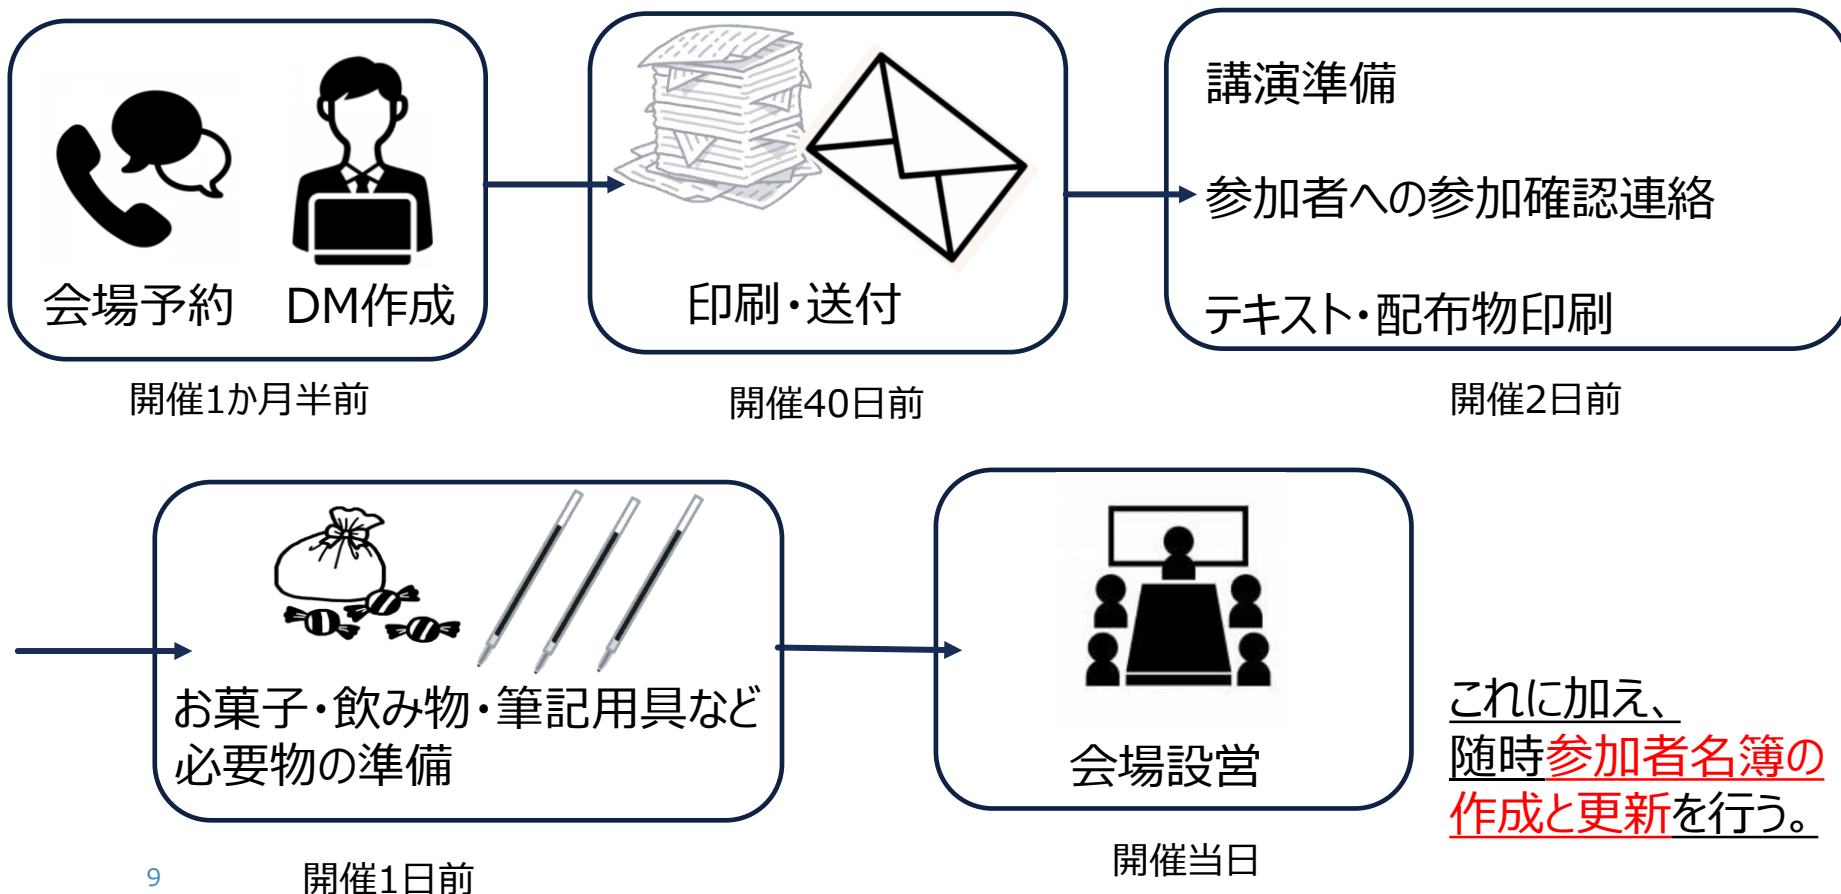 会場予約
DM作成
開催1か月半前
印刷・送付
開催40日前
講演準備
参加者への参加確認連絡
テキスト・配布物印刷
開催2日前
お菓子・飲み物・筆記用具など
必要物の準備
開催1日前
会場設営
開催当日
これに加え、
随時参加者名簿の
作成と更新を行う。
9